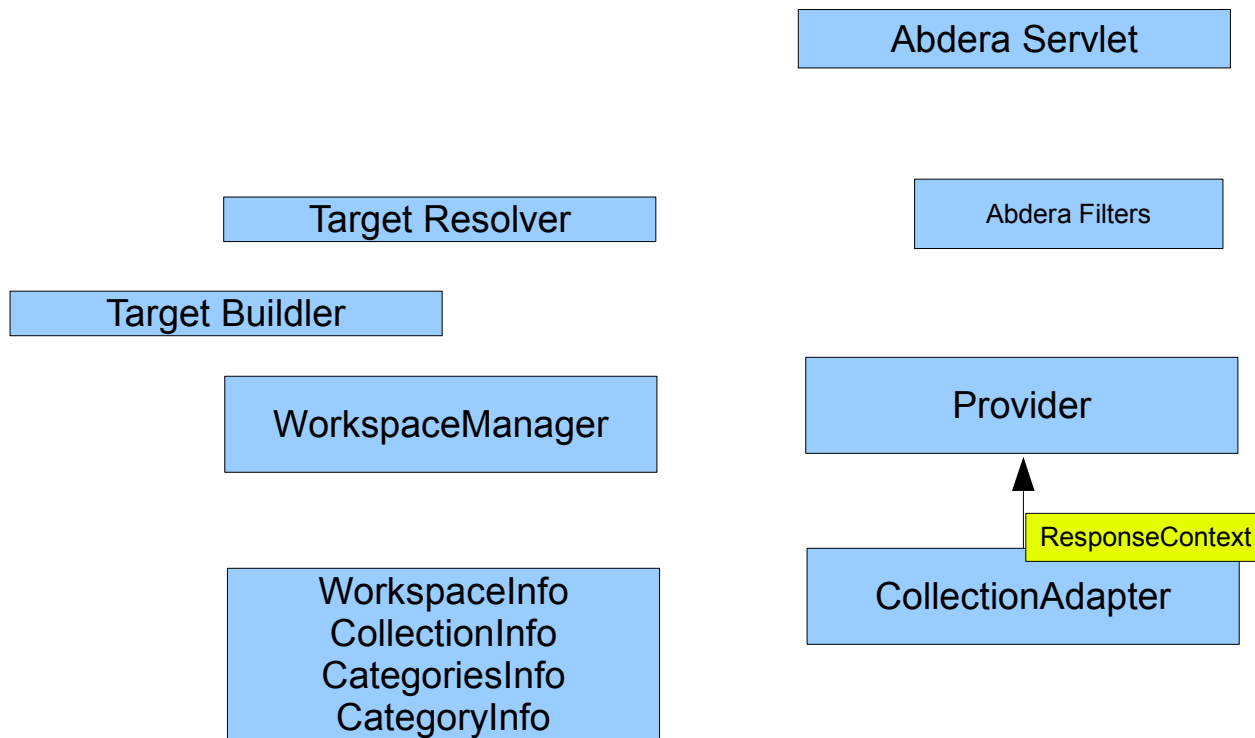 Abdera Servlet
Target Resolver
Abdera Filters
Target Buildler
WorkspaceManager
Provider
ResponseContext
CollectionAdapter
WorkspaceInfo
CollectionInfo
CategoriesInfo
CategoryInfo